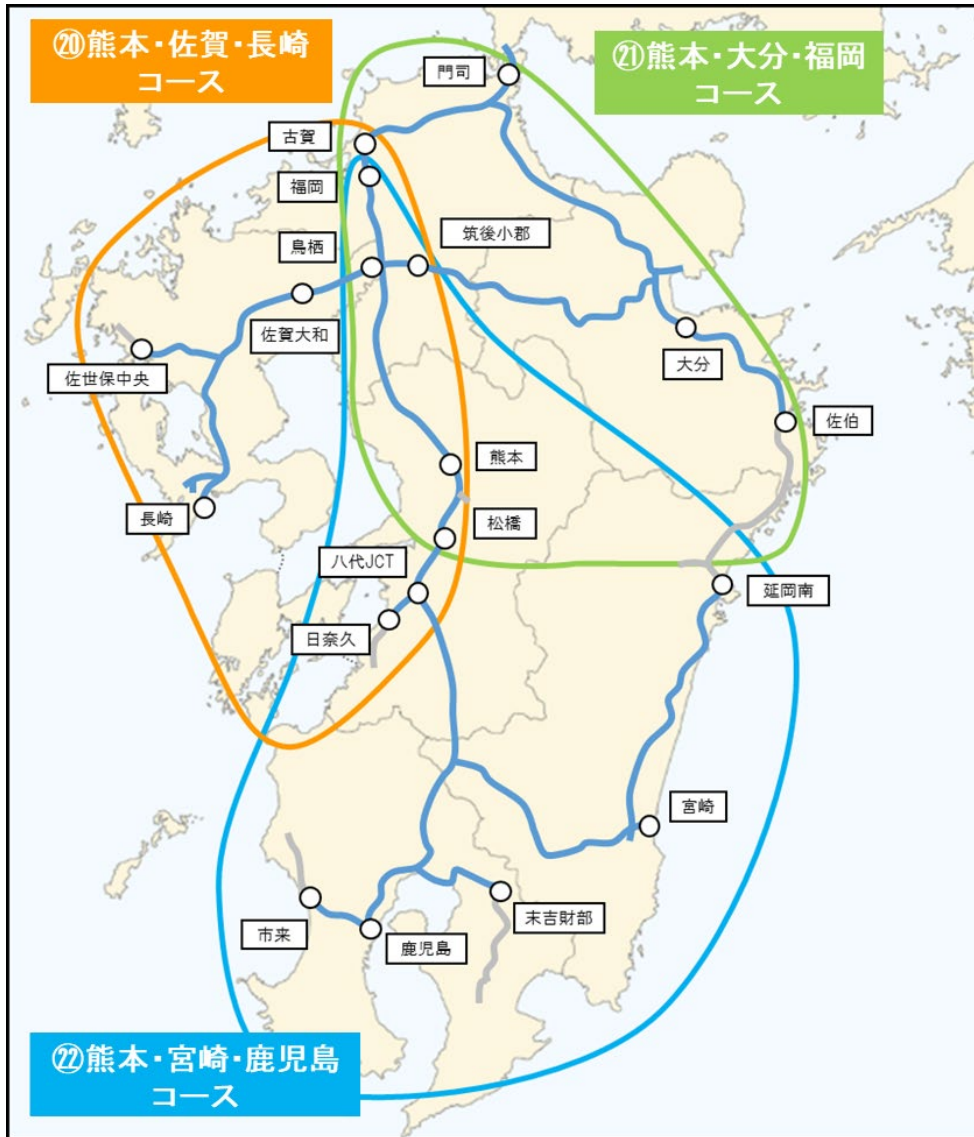 ⑳熊本・佐賀・長崎
コース
㉑熊本・大分・福岡
コース
門司
古賀
福岡
筑後小郡
鳥栖
佐賀大和
佐世保中央
大分
佐伯
熊本
長崎
松橋
八代JCT
延岡南
日奈久
宮崎
市来
鹿児島
末吉財部
㉒熊本・宮崎・鹿児島
コース